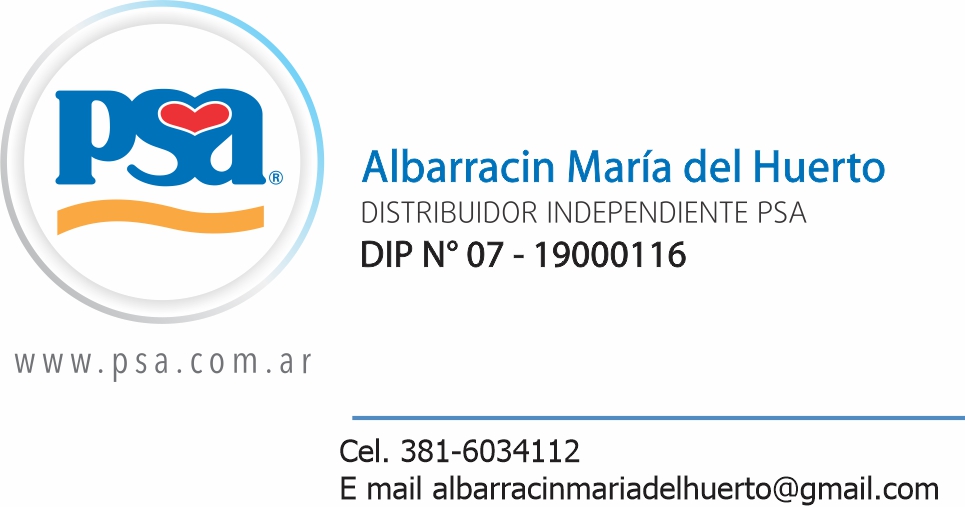 psa®
www.psa.com.ar
Albarracin María del Huerto
DISTRIBUIDOR INDEPENDIENTE PSA
DIP N° 07 - 19000116
Cel. 381-6034112
E mail albarracinmariadelhuerto@gmail.com